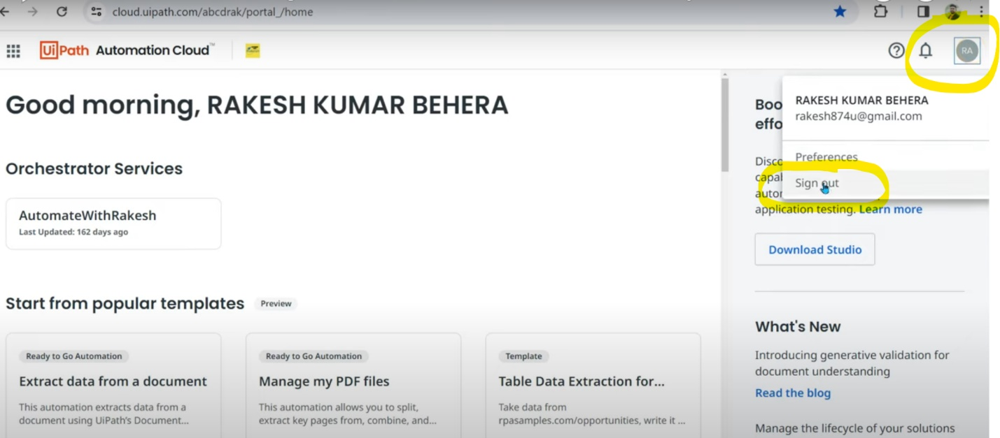 cloud.uipath.com/abcdrak/portal_/home
UiPath Automation Cloud™
RA
Good morning, RAKESH KUMAR BEHERA
Orchestrator Services
AutomateWithRakesh
Last Updated: 162 days ago
Start from popular templates Preview
Ready to Go Automation
Extract data from a document
This automation extracts data from a
document using UiPath's Document...
Ready to Go Automation
Manage my PDF files
This automation allows you to split,
extract key pages from, combine, and...
Template
Table Data Extraction for...
Take data from
rpasamples.com/opportunities, write it ...
RAKESH KUMAR BEHERA
rakesh874u@gmail.com
Preferences
Sign out
Boo
effo
Disco
capal
autor
application testing. Learn more
Download Studio
What's New
Introducing generative validation for
document understanding
Read the blog
Manage the lifecycle of your solutions